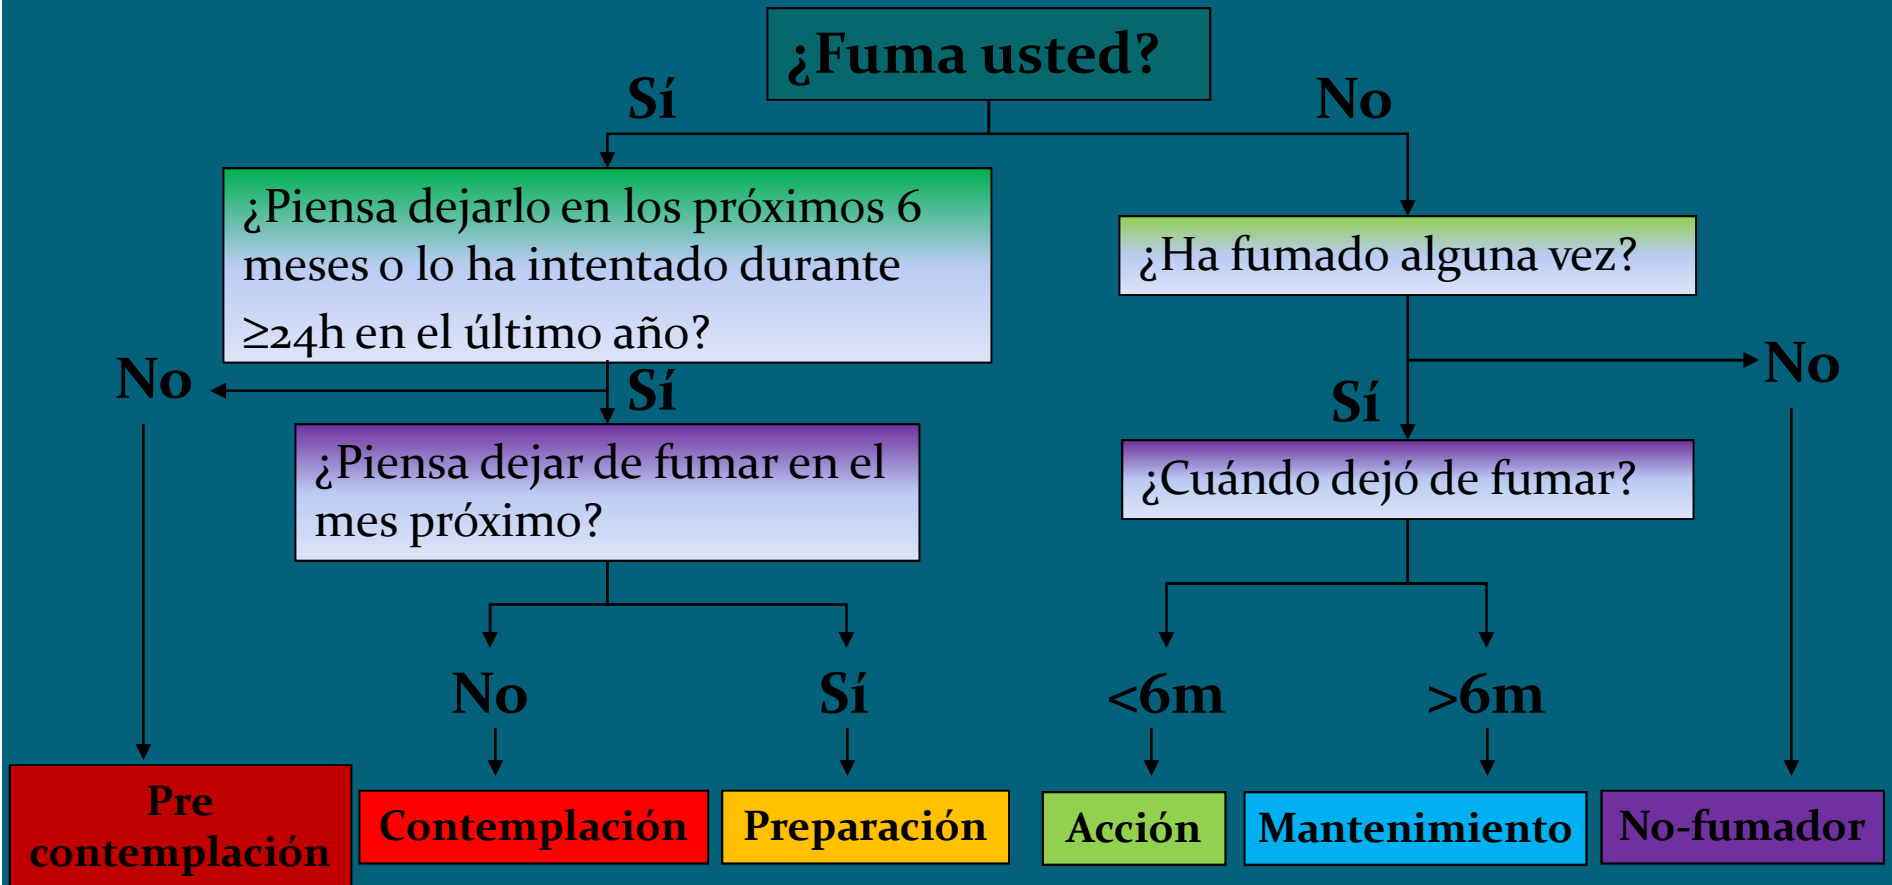 ¿Fuma usted?
Sí
No
¿Piensa dejarlo en los próximos 6
meses o lo ha intentado durante
≥24h en el último año?
¿Ha fumado alguna vez?
No
Sí
Sí
No
¿Piensa dejar de fumar en el
mes próximo?
¿Cuándo dejó de fumar?
No
Sí
<6m
>6m
Pre
contemplación
Contemplación
Preparación
Acción
Mantenimiento
No-fumador